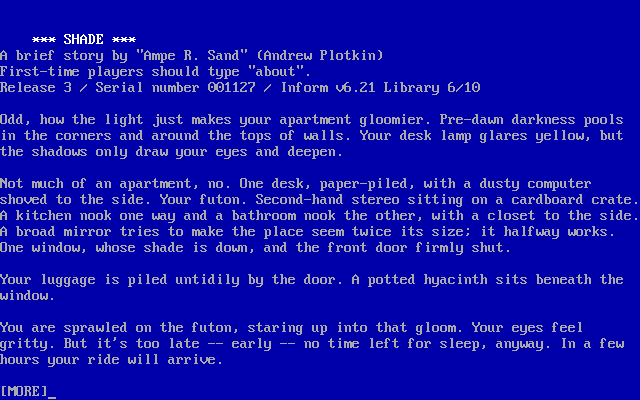 *** SHADE ***
A brief story by "Ampe R. Sand" (Andrew Plotkin)
First-time players should type "about".
Release 3 / Serial number 001127 / Inform v6.21 Library 6/10
Odd, how the light just makes your apartment gloomier. Pre-dawn darkness pools
in the corners and around the tops of walls. Your desk lamp glares yellow, but
the shadows only draw your eyes and deepen.
Not much of an apartment, no. One desk, paper-piled, with a dusty computer
shoved to the side. Your futon. Second-hand stereo sitting on a cardboard crate.
A kitchen nook one way and a bathroom nook the other, with a closet to the side.
A broad mirror tries to make the place seem twice its size; it halfway works.
One window, whose shade is down, and the front door firmly shut.
Your luggage is piled untidily by the door. A potted hyacinth sits beneath the
window.
You are sprawled on the futon, staring up into that gloom. Your eyes feel
gritty. But it's too late -- early -- no time left for sleep, anyway. In a few
hours your ride will arrive.
[MORE]_